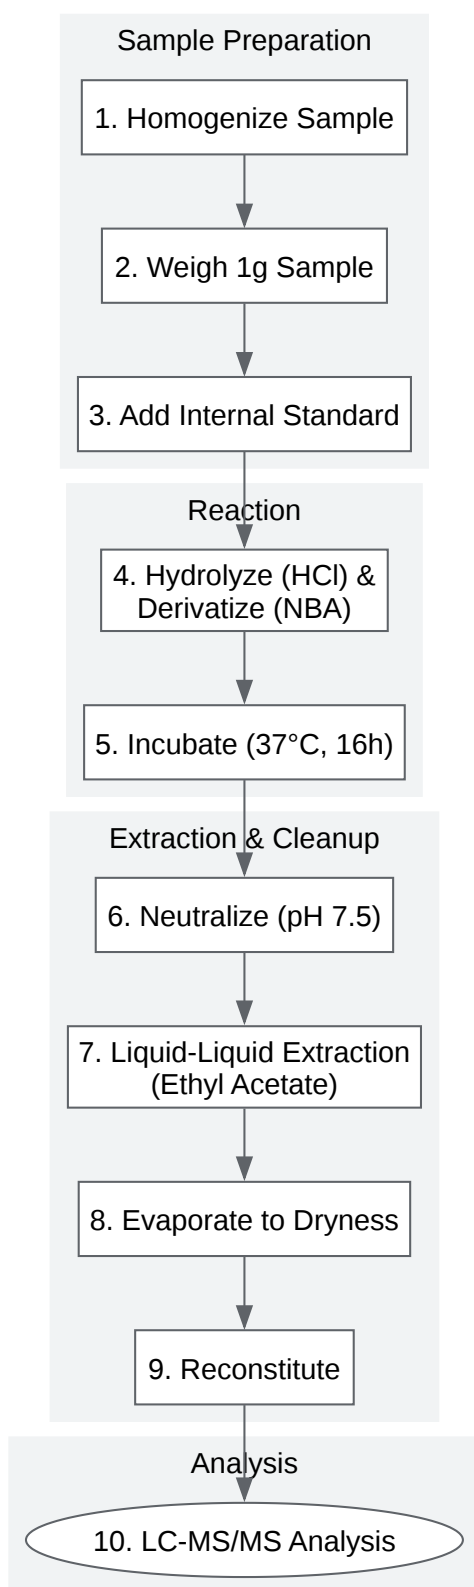 Sample Preparation
1. Homogenize Sample
2. Weigh 1g Sample
3. Add Internal Standard
Reaction
4. Hydrolyze (HCl) &
Derivatize (NBA)
5. Incubate (37°C, 16h)
Extraction & Cleanup
6. Neutralize (pH 7.5)
7. Liquid-Liquid Extraction
(Ethyl Acetate)
8. Evaporate to Dryness
9. Reconstitute
Analysis
10. LC-MS/MS Analysis